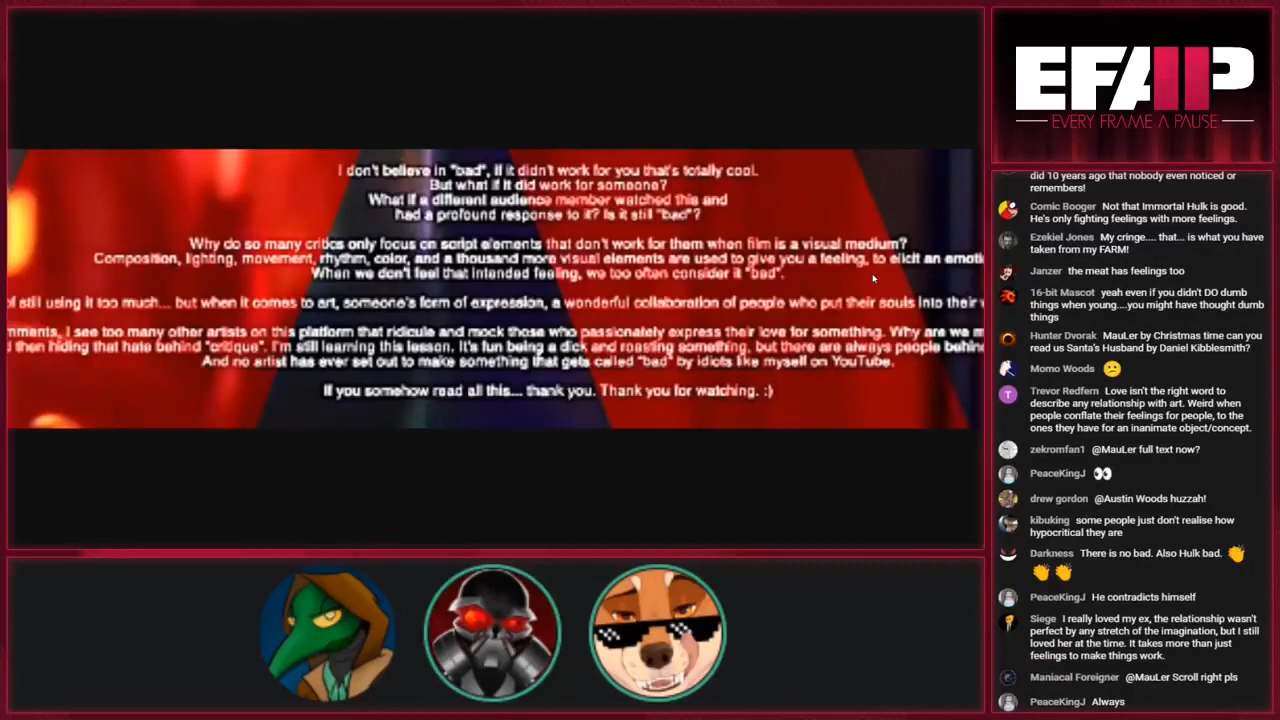 I don't believe in "bad", if it didn't work for you that's totally cool.
But what if it did work for someone?
What if a different audience member watched this and
had a profound response to it? Is it still "bad"?
Why do so many critics only focus on script elements that don't work for them when film is a visual medium?
Composition, lighting, movement, rhythm, color, and a thousand more visual elements are used to give you a feeling, to elicit an emoti
When we don't feel that intended feeling, we too often consider it "bad".
of still using it too much... but when it comes to art, someone's form of expression, a wonderful collaboration of people who put their souls into their
mments, I see too many other artists on this platform that ridicule and mock those who passionately express their love for something. Why are we
then hiding that hate behind "critique". I'm still learning this lesson. It's fun being a dick and roasting something, but there are always people behin
And no artist has ever set out to make something that gets called "bad" by idiots like myself on YouTube.
If you somehow read all this... thank you. Thank you for watching. :)
EFAP
EVERY FRAME A PAUSE
did 10 years ago that nobody even noticed or
remembers!
Comic Booger Not that Immortal Hulk is good.
He's only fighting feelings with more feelings.
Ezekiel Jones My cringe.... that... is what you have
taken from my FARM!
Janzer the meat has feelings too
16-bit Mascot yeah even if you didn't DO dumb
things when young....you might have thought dumb
things
Hunter Dvorak MauLer by Christmas time can you
read us Santa's Husband by Daniel Kibblesmith?
Momo Woods 😕
Trevor Redfern Love isn't the right word to
describe any relationship with art. Weird when
people conflate their feelings for people, to the
ones they have for an inanimate object/concept.
zekromfan1 @MauLer full text now?
PeaceKingJ 👀
drew gordon @Austin Woods huzzah!
kibuking some people just don't realise how
hypocritical they are
Darkness There is no bad. Also Hulk bad. 👏
👏👏
PeaceKingJ He contradicts himself
Siege I really loved my ex, the relationship wasn't
perfect by any stretch of the imagination, but I still
loved her at the time. It takes more than just
feelings to make things work.
Maniacal Foreigner @MauLer Scroll right pls
PeaceKingJ Always
T